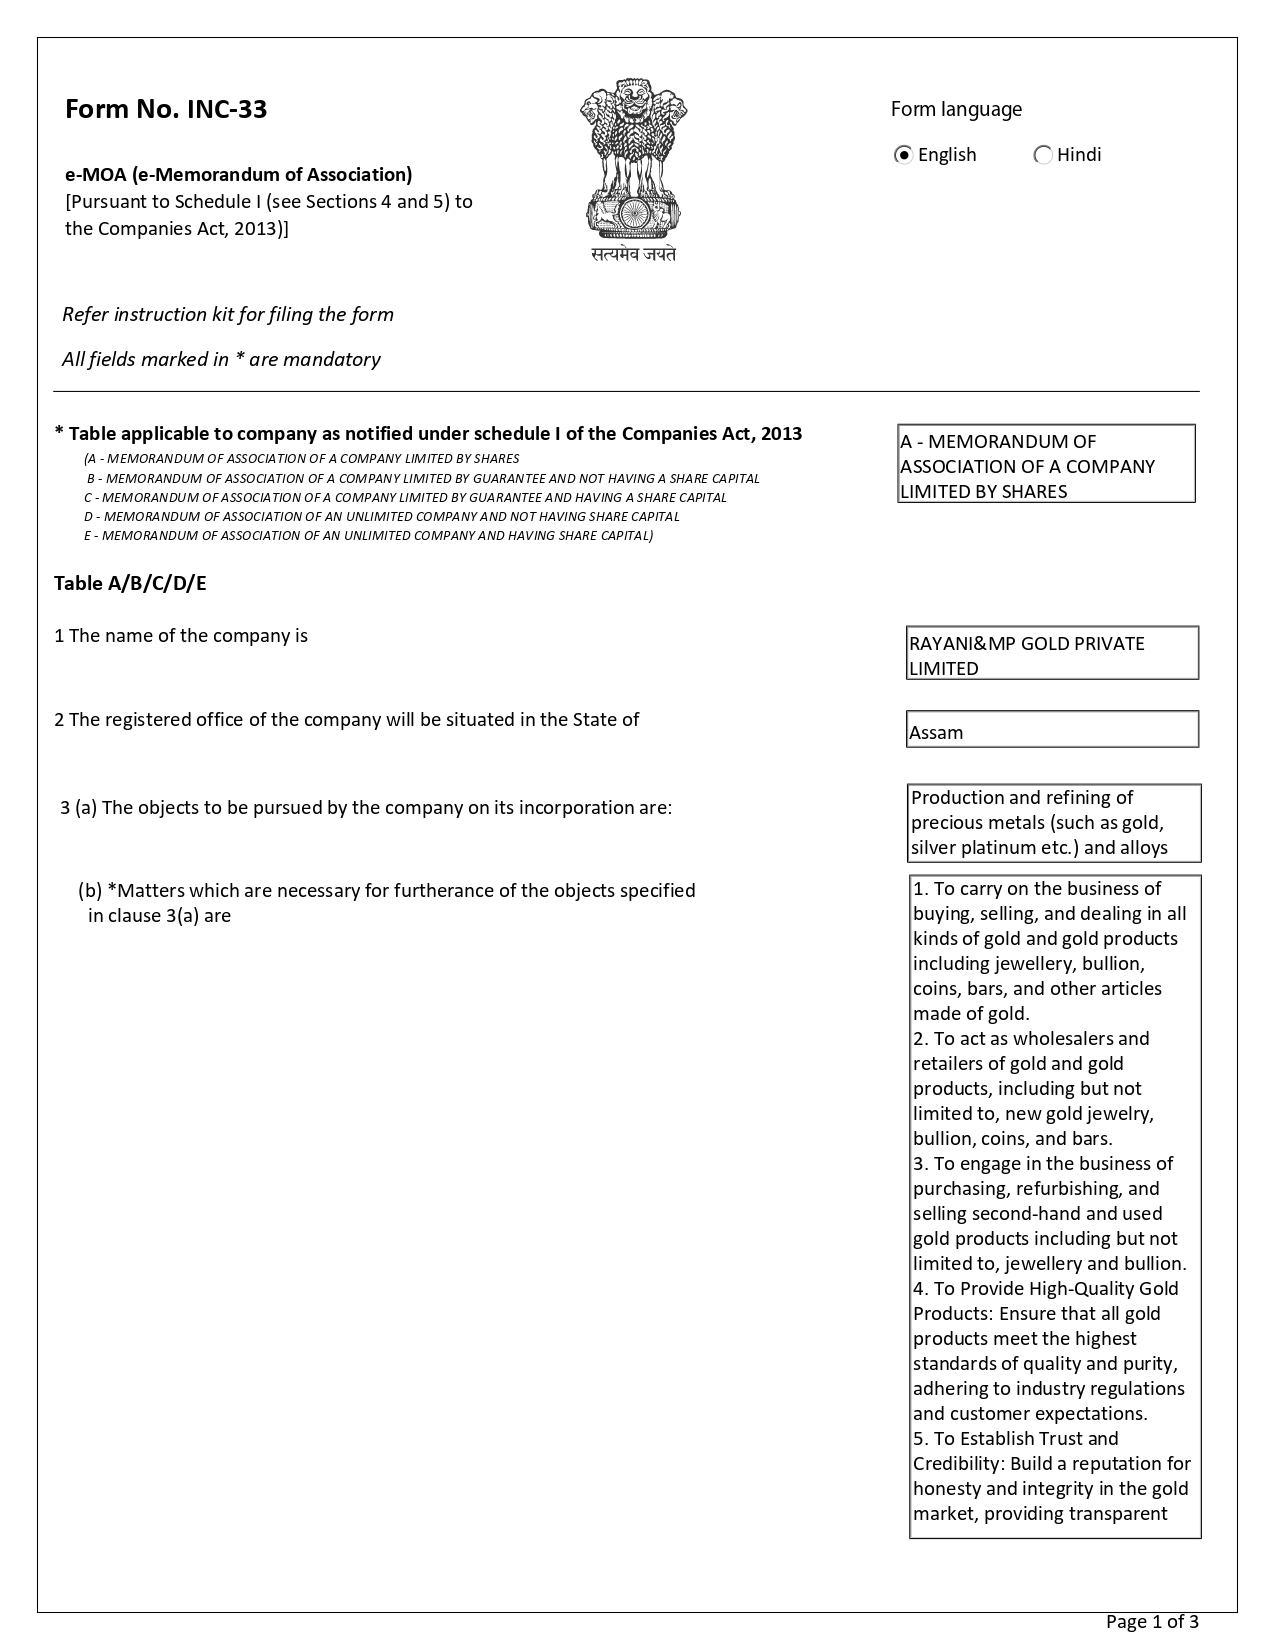 Form No. INC-33
e-MOA (e-Memorandum of Association)
[Pursuant to Schedule I (see Sections 4 and 5) to
the Companies Act, 2013)]
सत्यमेव जयते
Form language
English
Hindi
Refer instruction kit for filing the form
All fields marked in * are mandatory
* Table applicable to company as notified under schedule I of the Companies Act, 2013
(A - MEMORANDUM OF ASSOCIATION OF A COMPANY LIMITED BY SHARES
B - MEMORANDUM OF ASSOCIATION OF A COMPANY LIMITED BY GUARANTEE AND NOT HAVING A SHARE CAPITAL
C - MEMORANDUM OF ASSOCIATION OF A COMPANY LIMITED BY GUARANTEE AND HAVING A SHARE CAPITAL
D - MEMORANDUM OF ASSOCIATION OF AN UNLIMITED COMPANY AND NOT HAVING SHARE CAPITAL
E - MEMORANDUM OF ASSOCIATION OF AN UNLIMITED COMPANY AND HAVING SHARE CAPITAL)
A - MEMORANDUM OF
ASSOCIATION OF A COMPANY
LIMITED BY SHARES
Table A/B/C/D/E
1 The name of the company is
RAYANI&MP GOLD PRIVATE
LIMITED
2 The registered office of the company will be situated in the State of
Assam
3 (a) The objects to be pursued by the company on its incorporation are:
Production and refining of
precious metals (such as gold,
silver platinum etc.) and alloys
(b) *Matters which are necessary for furtherance of the objects specified
in clause 3(a) are
1. To carry on the business of
buying, selling, and dealing in all
kinds of gold and gold products
including jewellery, bullion,
coins, bars, and other articles
made of gold.
2. To act as wholesalers and
retailers of gold and gold
products, including but not
limited to, new gold jewelry,
bullion, coins, and bars.
3. To engage in the business of
purchasing, refurbishing, and
selling second-hand and used
gold products including but not
limited to, jewellery and bullion.
4. To Provide High-Quality Gold
Products: Ensure that all gold
products meet the highest
standards of quality and purity,
adhering to industry regulations
and customer expectations.
5. To Establish Trust and
Credibility: Build a reputation for
honesty and integrity in the gold
market, providing transparent
Page 1 of 3